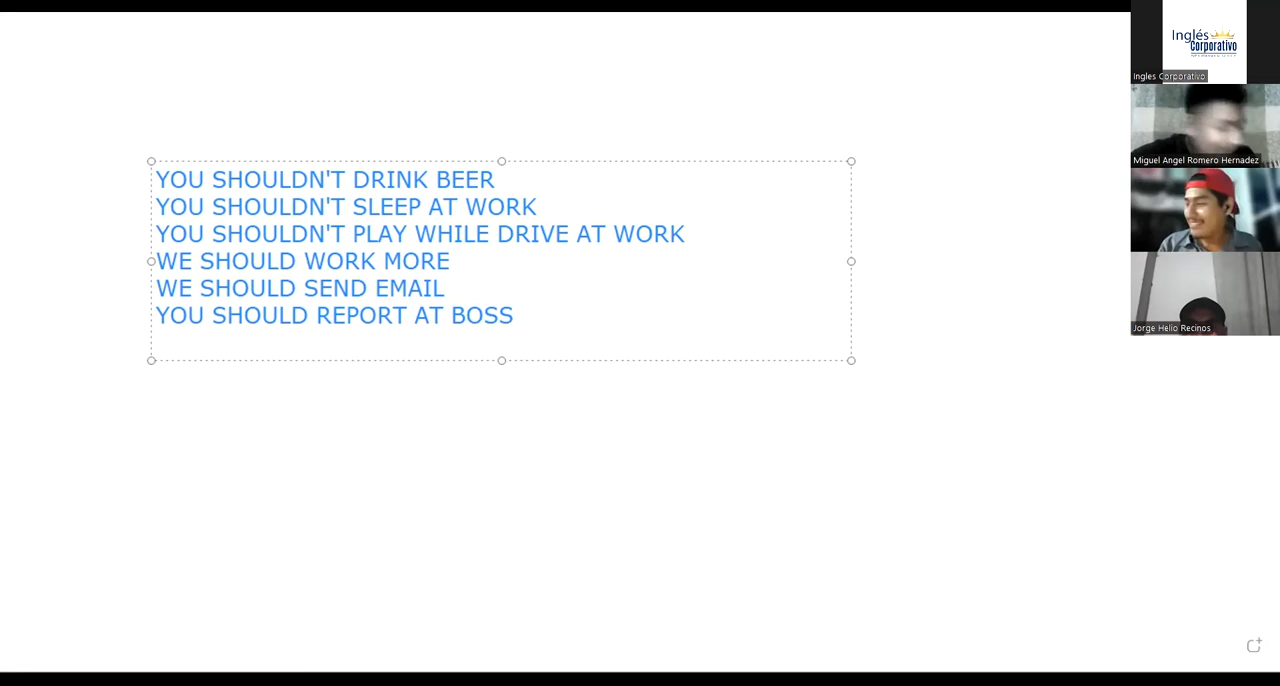 YOU SHOULDN'T DRINK BEER
YOU SHOULDN'T SLEEP AT WORK
YOU SHOULDN'T PLAY WHILE DRIVE AT WORK
WE SHOULD WORK MORE
WE SHOULD SEND EMAIL
YOU SHOULD REPORT AT BOSS
Inglés
Corporativo
Ingles Corporativo
Miguel Angel Romero Hernadez
Jorge Helio Recinos